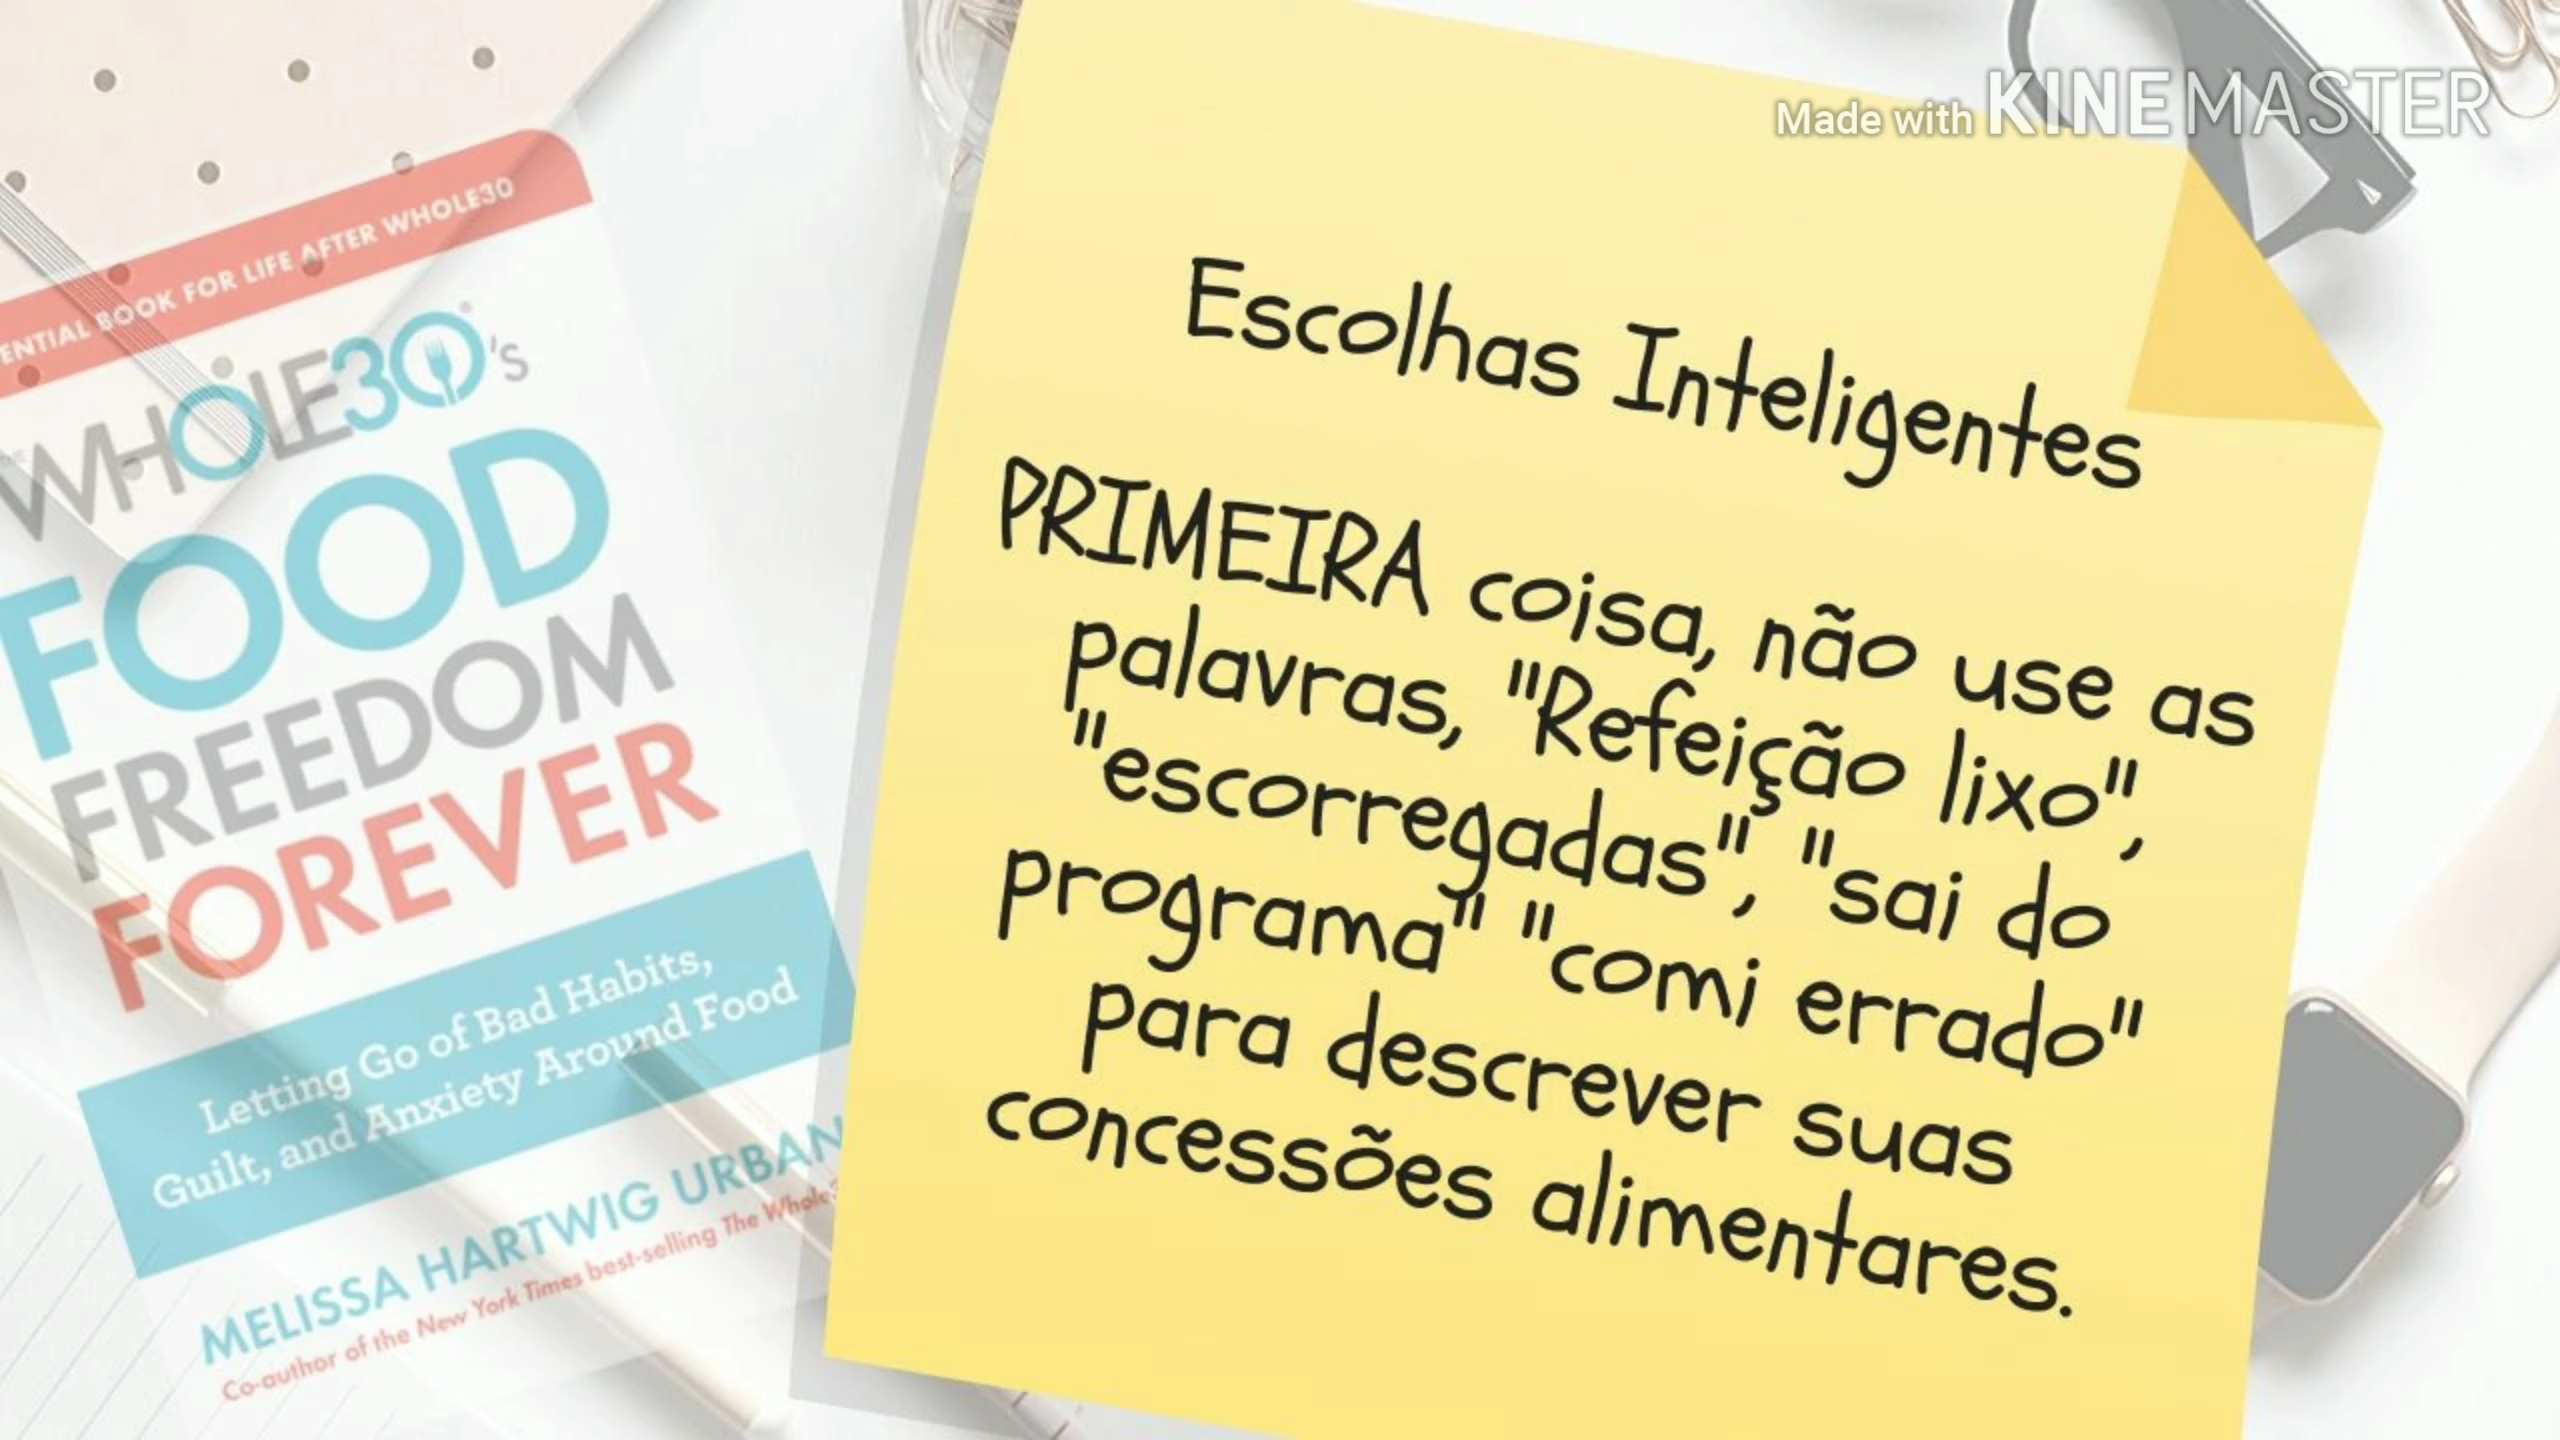 Made with KINEMASTER
ENTIAL BOOK FOR LIFE AFTER WHOLE30
THE
WHOLE30®'s
FOOD
FREEDOM
FOREVER
Letting Go of Bad Habits,
Guilt, and Anxiety Around Food
MELISSA HARTWIG URBAN
Co-author of the New York Times best-selling The Whole3
Escolhas Inteligentes
PRIMEIRA coisa, não use as
palavras, "Refeição lixo",
"escorregadas", "sai do
programa" "comi errado"
para descrever suas
concessões alimentares.